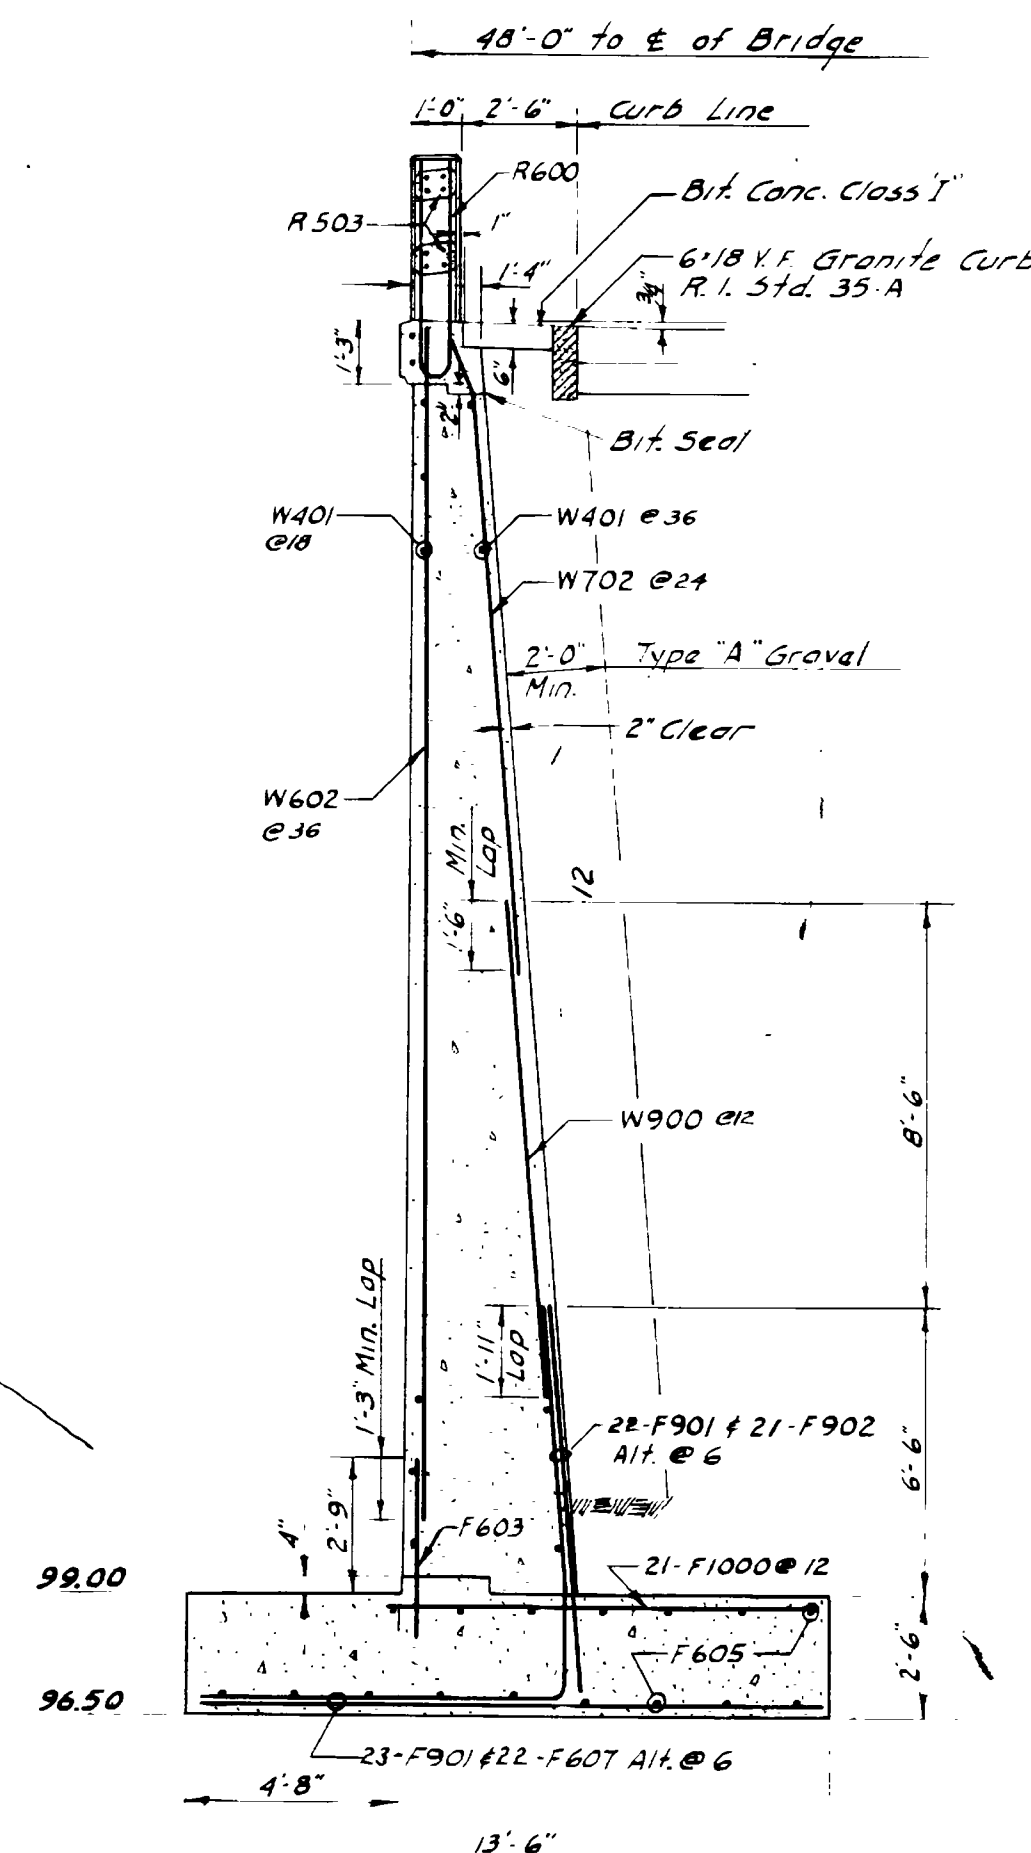 48'-0" to ℄ of Bridge
1'-0"
2'-6"
Curb Line
R600
Bit. Conc. Class "I"
R503
1"
6×18 V.F. Granite Curb
R. I. Std. 35-A
1'-4"
3/4"
1'-3"
6"
2"
Bit. Seal
W401
@18
W401 @36
W702 @24
2'-0"
Min.
Type "A" Gravel
2" Clear
W602
@36
Min.
Lap
1'-6"
12
1
8'-6"
W900 @12
1'-3" Min. Lap
1'-11"
Lap
22-F901 & 21-F902
Alt. @ 6
6'-6"
2'-9"
4"
F603
99.00
21-F1000 @ 12
F605
2'-6"
96.50
23-F901 & 22-F607 Alt. @ 6
4'-8"
13'-6"